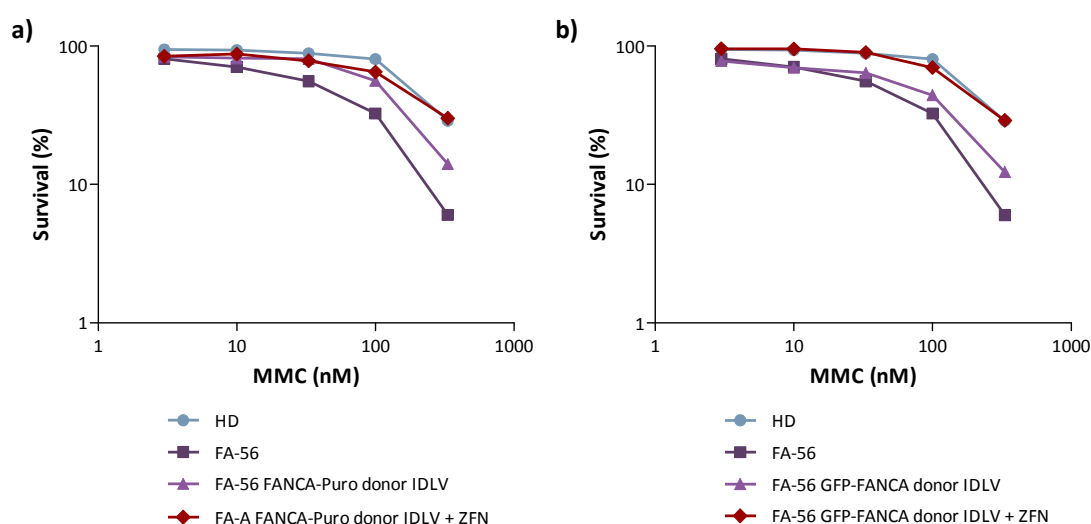 a)
100
10
1
Survival (%)
1
10
100
1000
MMC (nM)
HD
FA-56
FA-56 FANCA-Puro donor IDLV
FA-A FANCA-Puro donor IDLV + ZFN
b)
100
10
1
Survival (%)
1
10
100
1000
MMC (nM)
HD
FA-56
FA-56 GFP-FANCA donor IDLV
FA-56 GFP-FANCA donor IDLV + ZFN